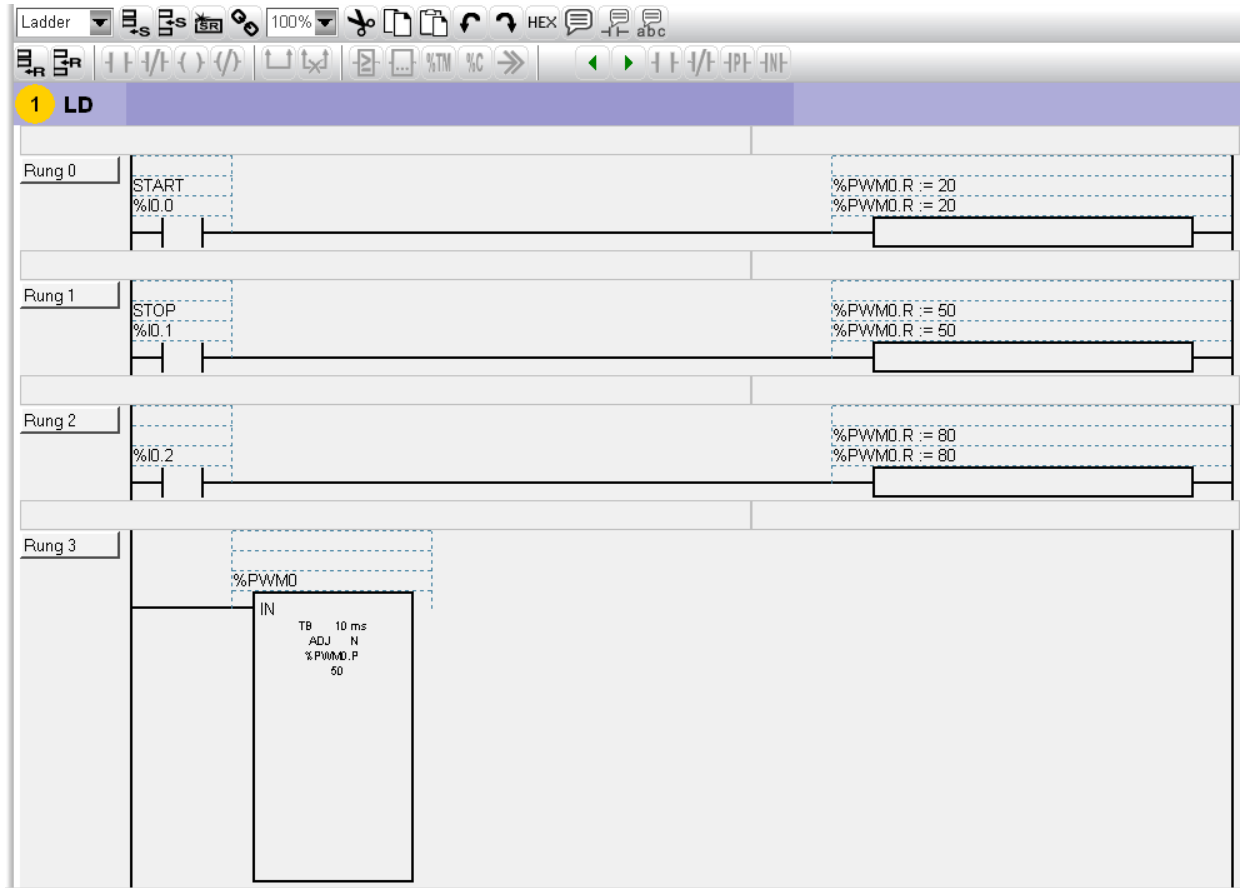 Ladder 100% HEX
abc
%TM %C
1 LD
Rung 0
START
%I0.0
%PWM0.R := 20
%PWM0.R := 20
Rung 1
STOP
%I0.1
%PWM0.R := 50
%PWM0.R := 50
Rung 2
%I0.2
%PWM0.R := 80
%PWM0.R := 80
Rung 3
%PWM0
IN
TB 10 ms
ADJ N
%PWM0.P
50